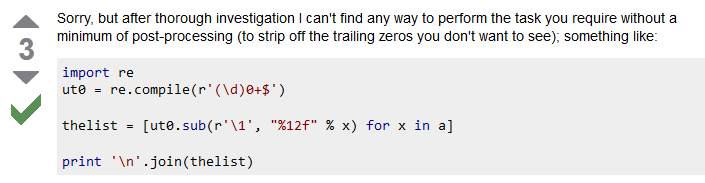 Sorry, but after thorough investigation I can't find any way to perform the task you require without a
3
minimum of post-processing (to strip off the trailing zeros you don't want to see); something like:
import re
ut0 = re.compile(r'(\d)0+$')
thelist = [ut0.sub(r'\1', "%12f" % x) for x in a]
print '\n'.join(thelist)